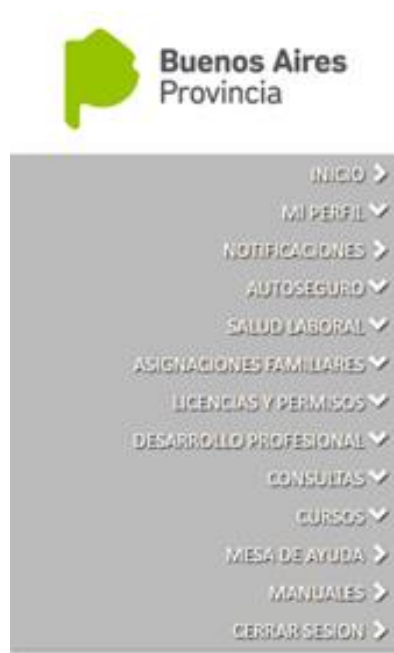 Buenos Aires
Provincia
INICIO
MI PERFIL
NOTIFICACIONES
AUTOSEGURO
SALUD LABORAL
ASIGNACIONES FAMILIARES
LICENCIAS Y PERMISOS
DESARROLLO PROFESIONAL
CONSULTAS
CURSOS
MESA DE AYUDA
MANUALES
CERRAR SESION